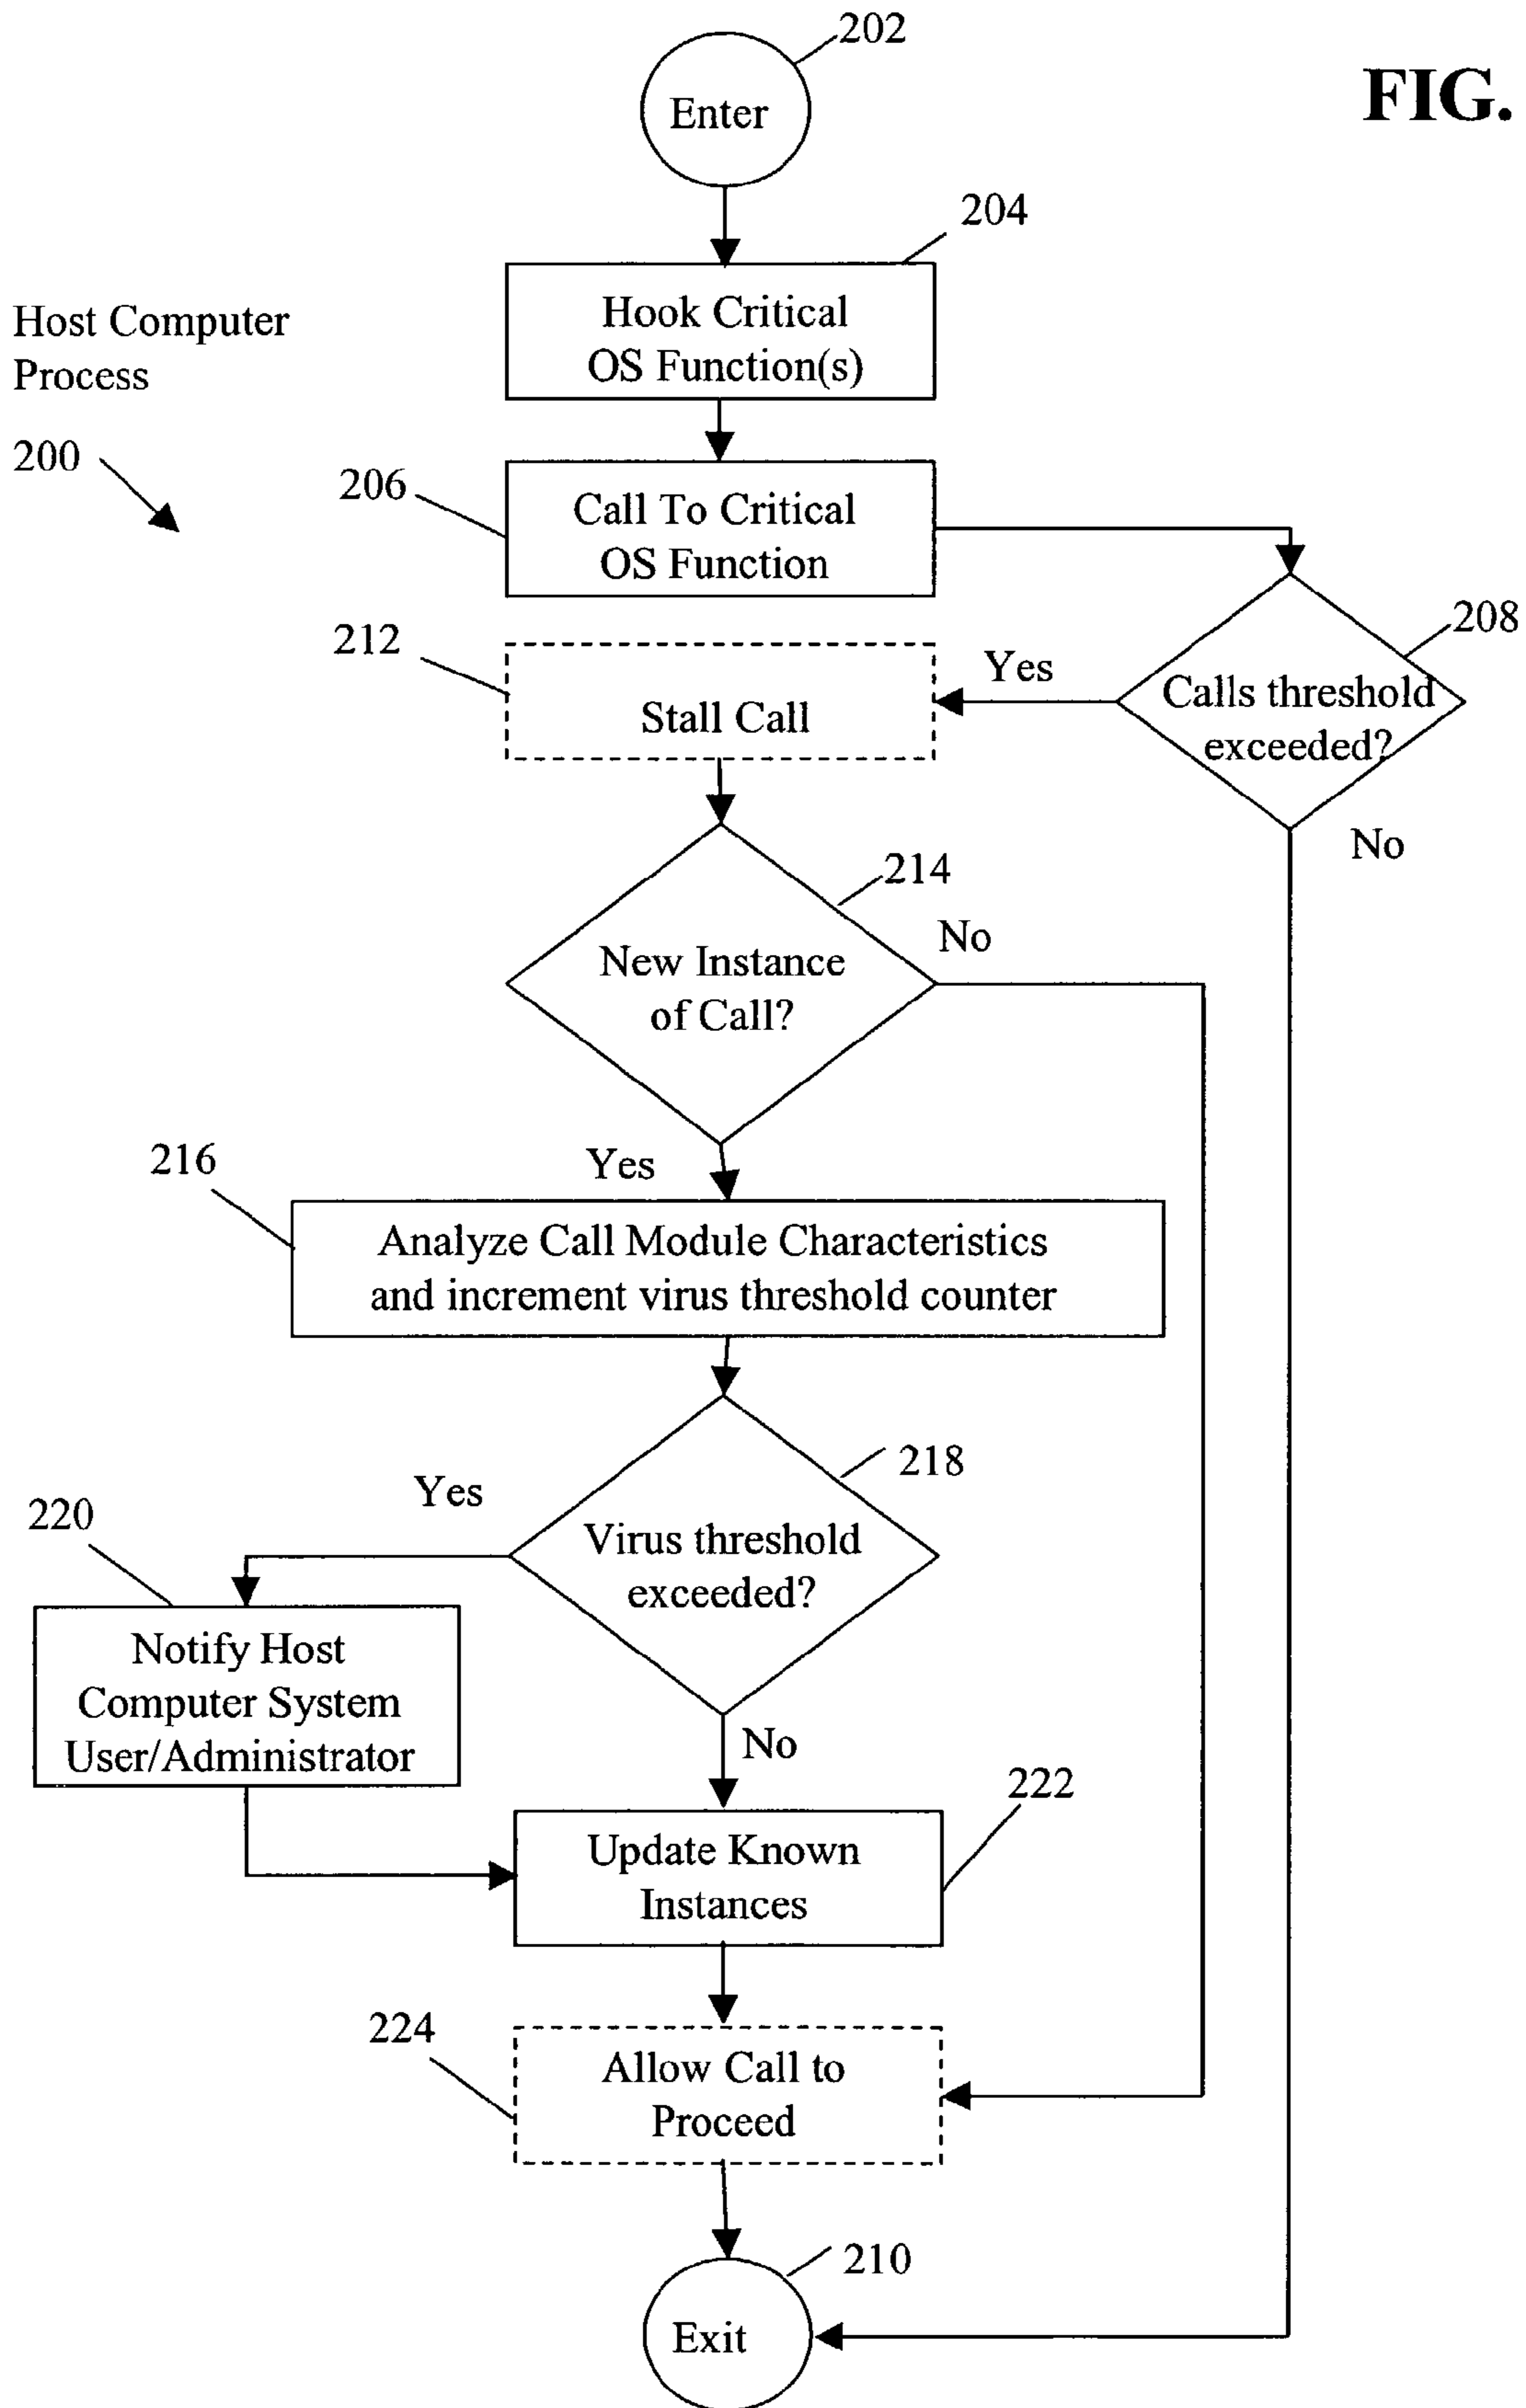 202
Enter
FIG.
204
Host Computer
Process
Hook Critical
OS Function(s)
200
206
Call To Critical
OS Function
212
208
Yes
Stall Call
Calls threshold
exceeded?
No
214
No
New Instance
of Call?
216
Yes
Analyze Call Module Characteristics
and increment virus threshold counter
218
Yes
220
Virus threshold
exceeded?
Notify Host
Computer System
User/Administrator
No
222
Update Known
Instances
224
Allow Call to
Proceed
210
Exit